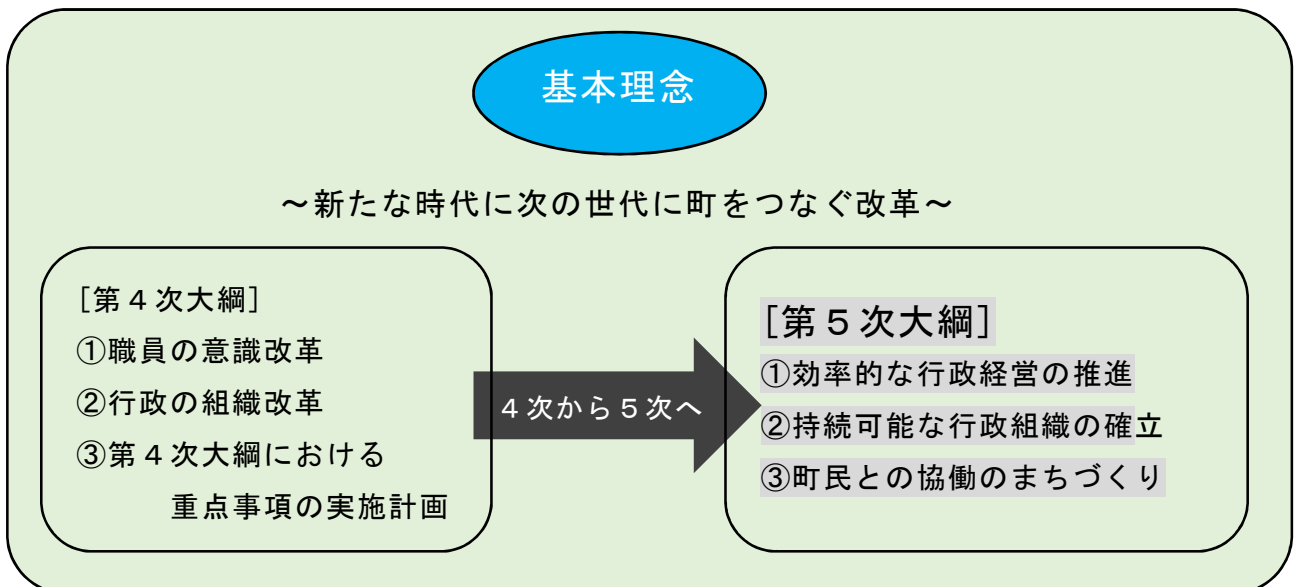 基本理念
～新たな時代に次の世代に町をつなぐ改革～
[第４次大綱]
①職員の意識改革
②行政の組織改革
③第４次大綱における
重点事項の実施計画
４次から５次へ
[第５次大綱]
①効率的な行政経営の推進
②持続可能な行政組織の確立
③町民との協働のまちづくり